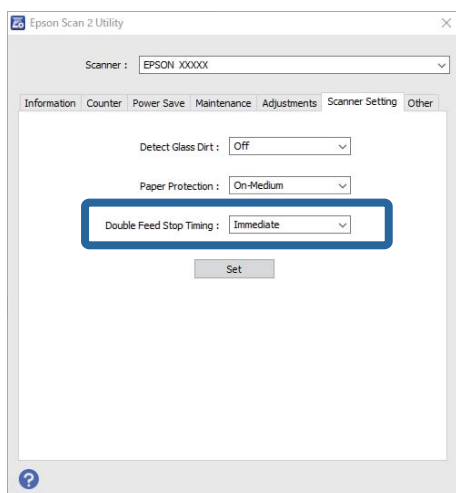 Epson Scan 2 Utility
Scanner : EPSON XXXXX
Information Counter Power Save Maintenance Adjustments Scanner Setting Other
Detect Glass Dirt : Off
Paper Protection : On-Medium
Double Feed Stop Timing : Immediate
Set
?